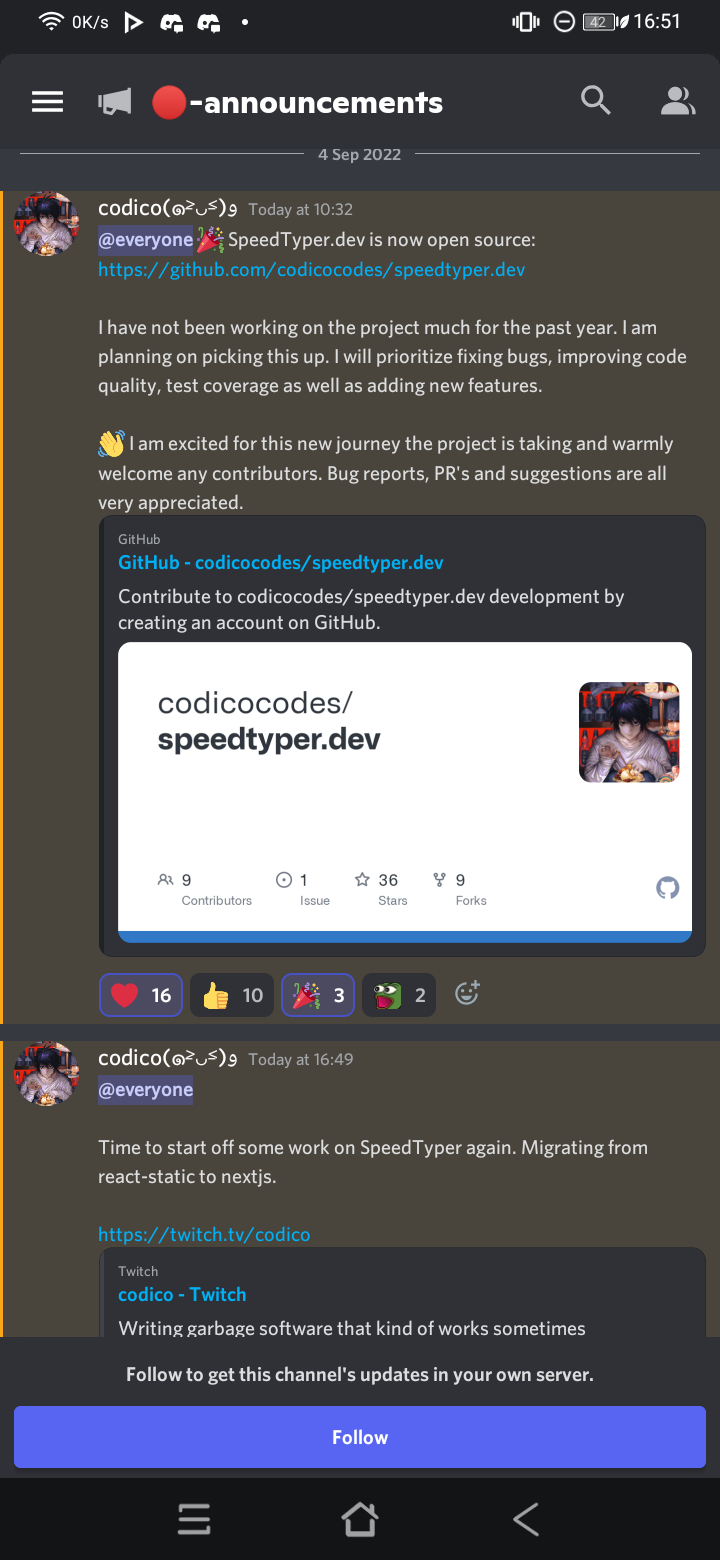 0K/s 42 16:51
🔴-announcements
4 Sep 2022
codico(๑˃ᴗ˂)ﻭ Today at 10:32
@everyone 🎉 SpeedTyper.dev is now open source:
https://github.com/codicocodes/speedtyper.dev
I have not been working on the project much for the past year. I am
planning on picking this up. I will prioritize fixing bugs, improving code
quality, test coverage as well as adding new features.
👋 I am excited for this new journey the project is taking and warmly
welcome any contributors. Bug reports, PR's and suggestions are all
very appreciated.
GitHub
GitHub - codicocodes/speedtyper.dev
Contribute to codicocodes/speedtyper.dev development by
creating an account on GitHub.
codicocodes/
speedtyper.dev
9 1 36 9
Contributors Issue Stars Forks
❤️ 16 👍 10 🎉 3 2
codico(๑˃ᴗ˂)ﻭ Today at 16:49
@everyone
Time to start off some work on SpeedTyper again. Migrating from
react-static to nextjs.
https://twitch.tv/codico
Twitch
codico - Twitch
Writing garbage software that kind of works sometimes
Follow to get this channel's updates in your own server.
Follow